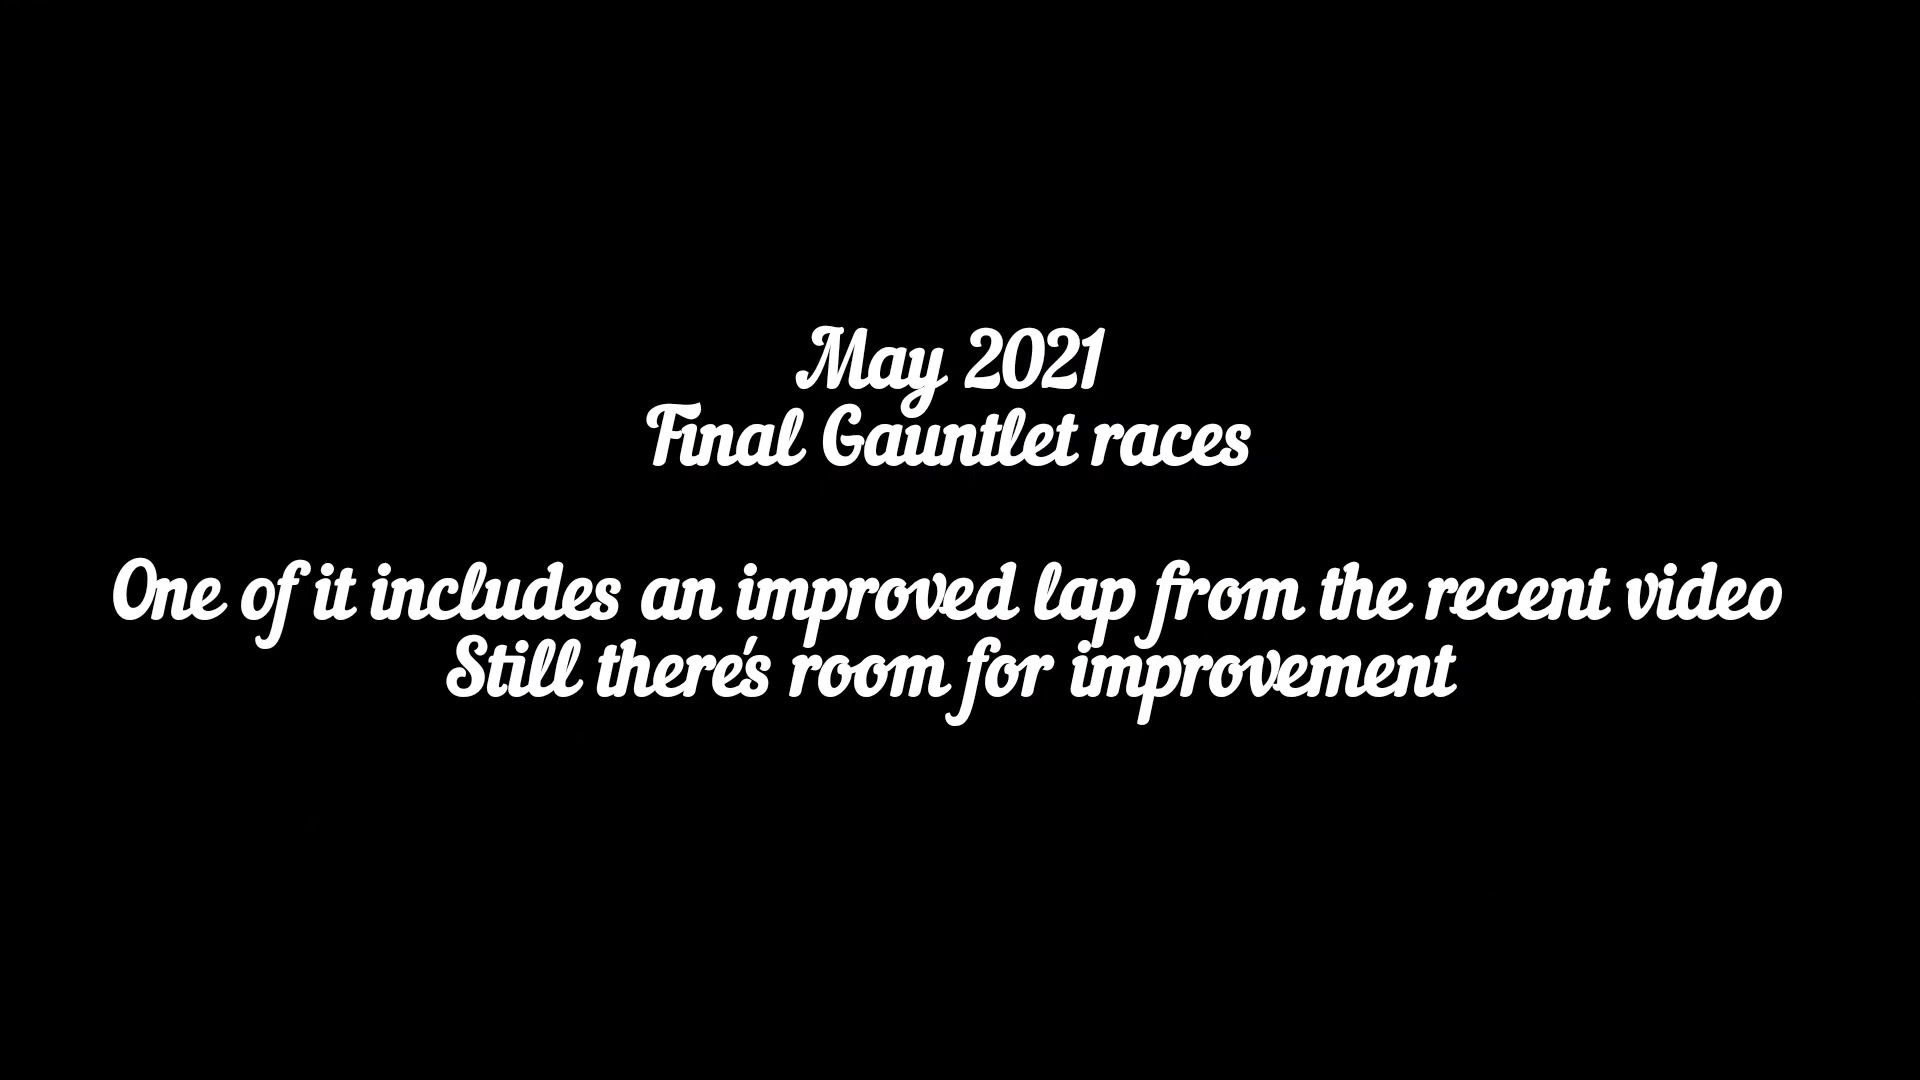 May 2021
Final Gauntlet races
One of it includes an improved lap from the recent video
Still there's room for improvement